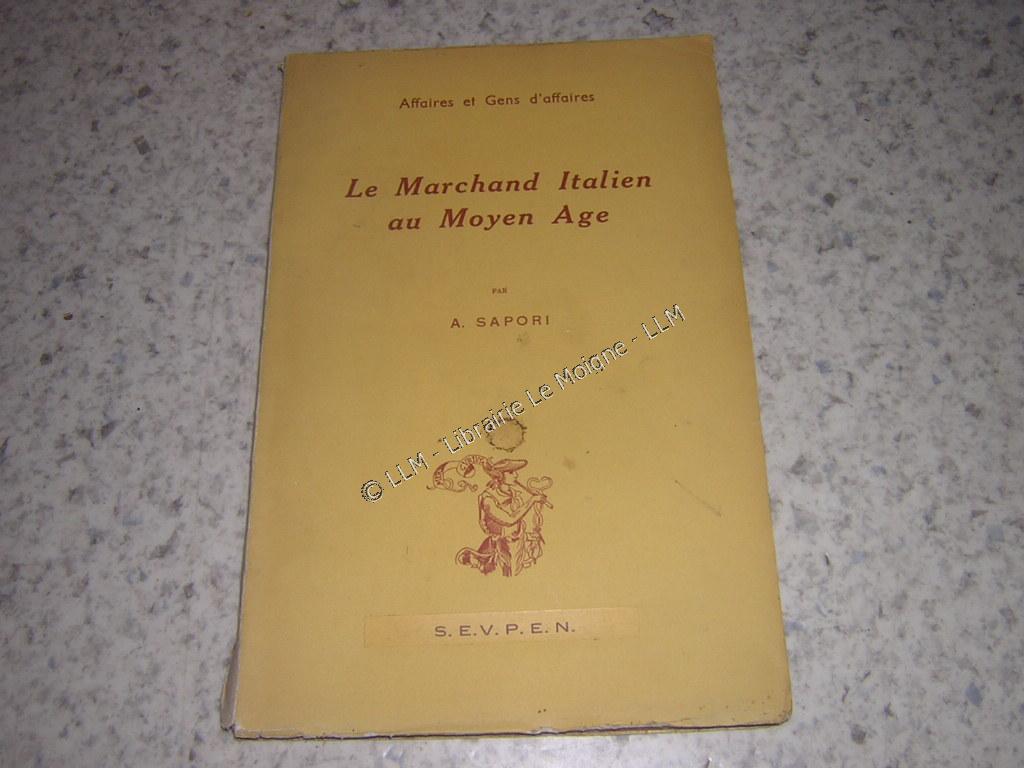 Affaires et Gens d'affaires
Le Marchand Italien
au Moyen Age
PAR
A. SAPORI
© LLM - Librairie Le Moigne - LLM
S. E. V. P. E. N.